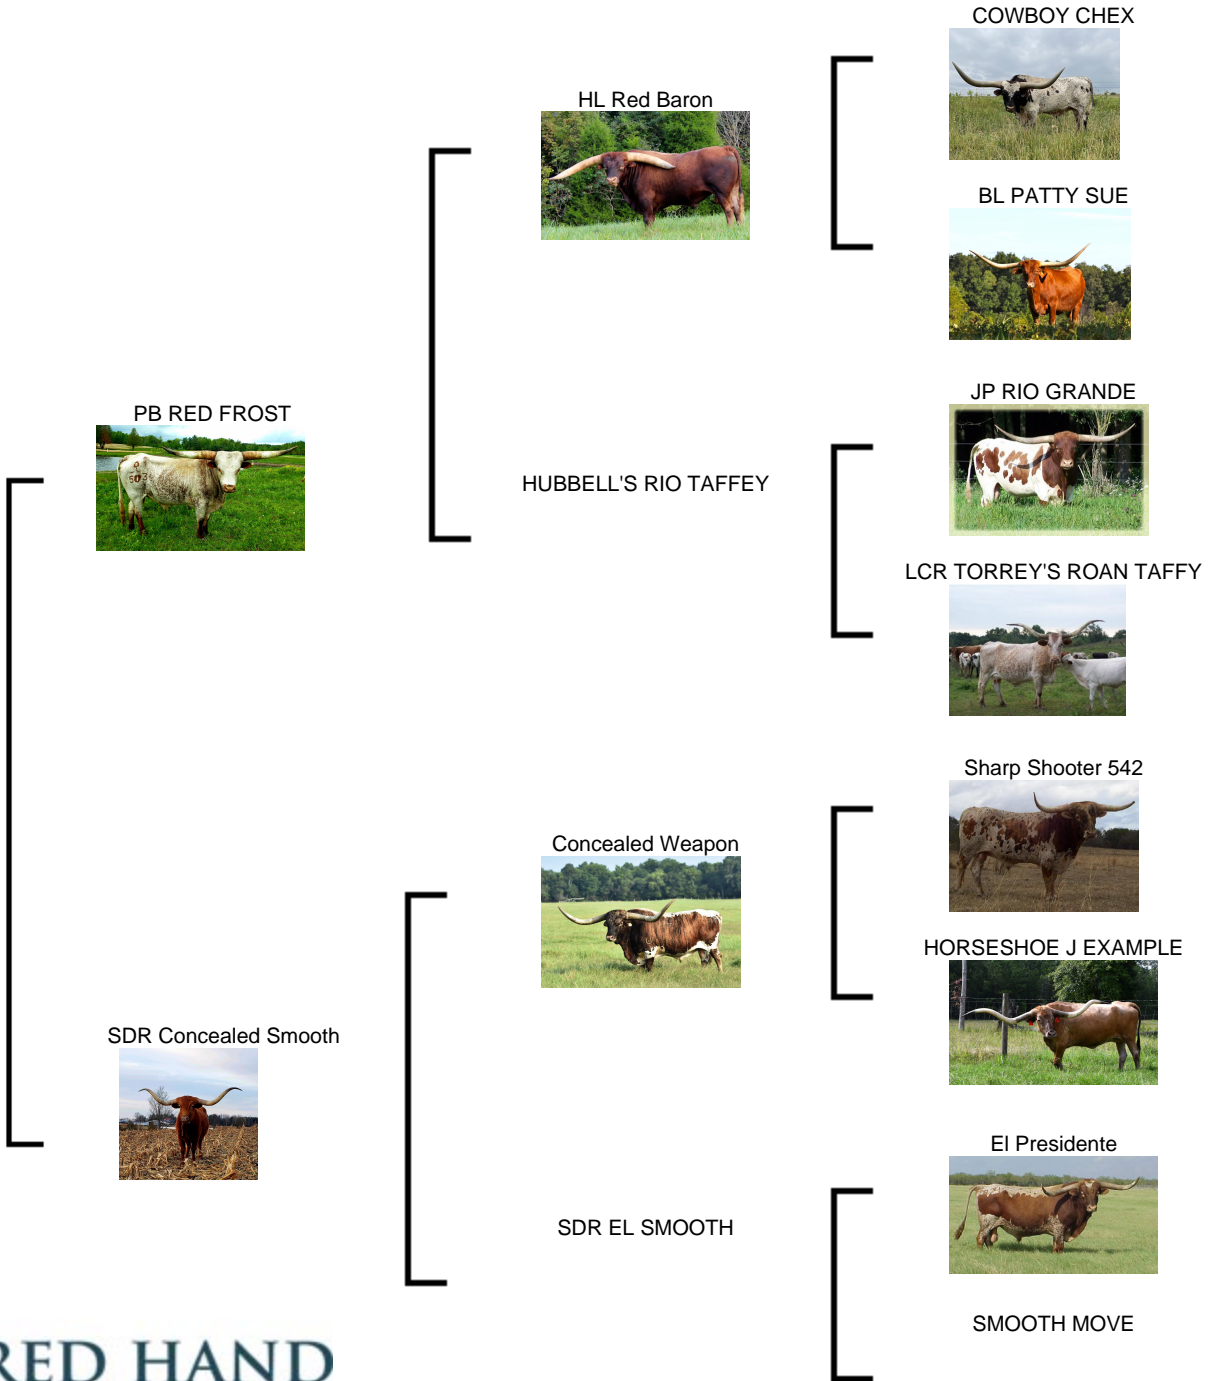 COWBOY CHEX
HL Red Baron
BL PATTY SUE
PB RED FROST
JP RIO GRANDE
HUBBELL'S RIO TAFFEY
LCR TORREY'S ROAN TAFFY
Sharp Shooter 542
Concealed Weapon
HORSESHOE J EXAMPLE
SDR Concealed Smooth
El Presidente
SDR EL SMOOTH
SMOOTH MOVE
RED HAND